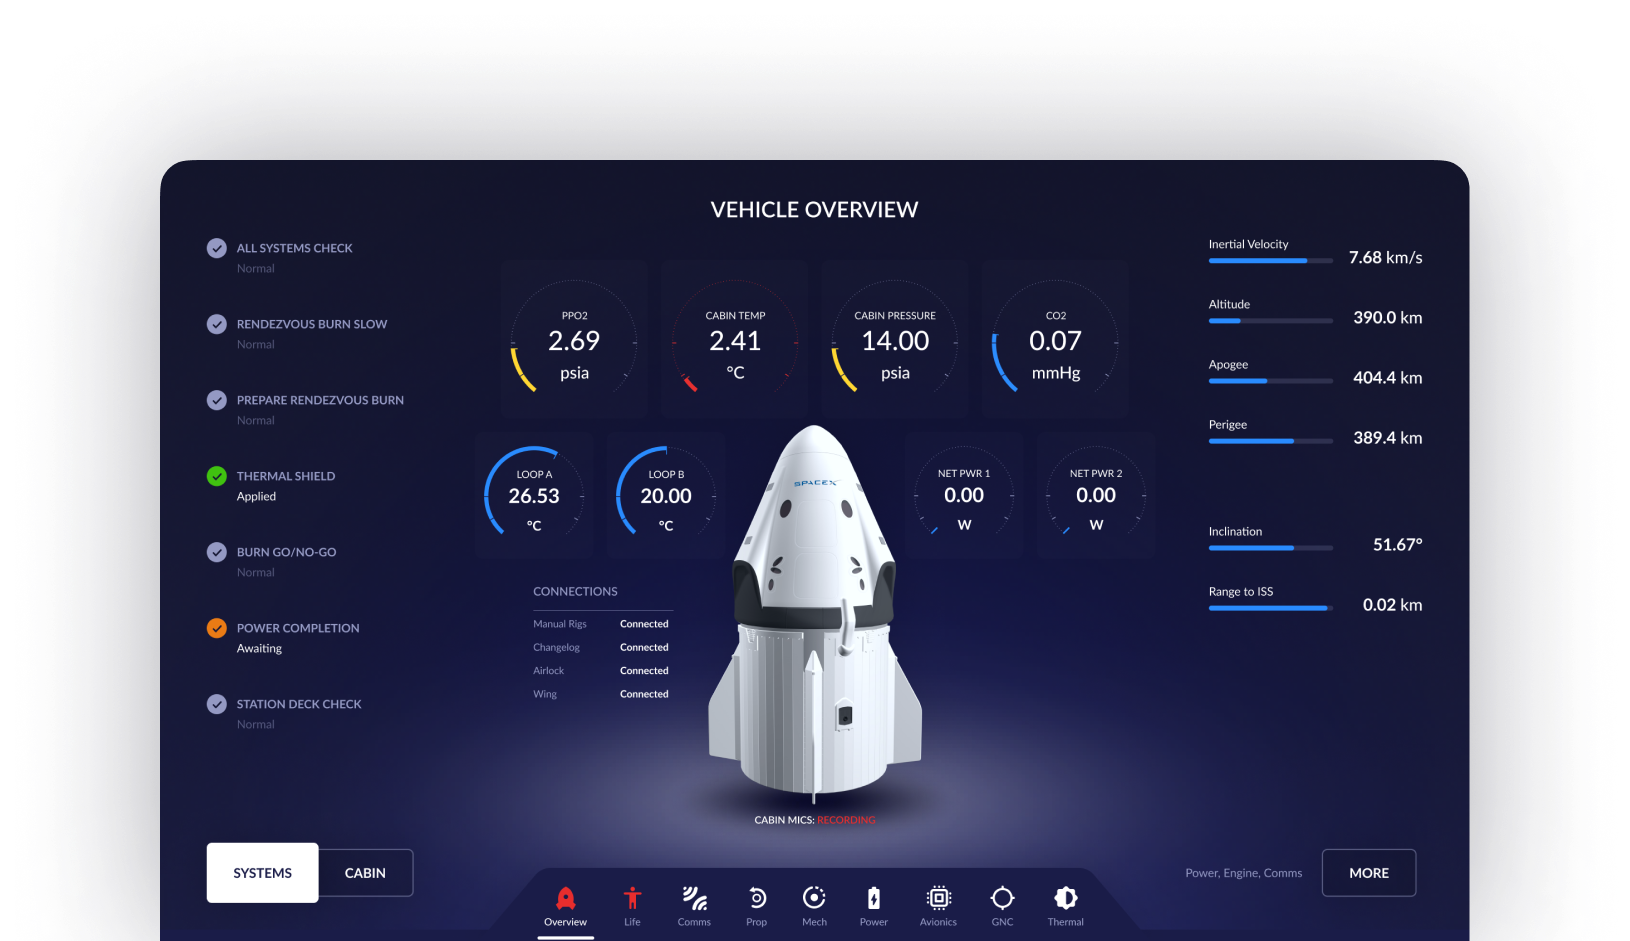 VEHICLE OVERVIEW
ALL SYSTEMS CHECK
Normal
RENDEZVOUS BURN SLOW
Normal
PREPARE RENDEZVOUS BURN
Normal
THERMAL SHIELD
Applied
BURN GO/NO-GO
Normal
POWER COMPLETION
Awaiting
STATION DECK CHECK
Normal
PPO2
2.69
psia
CABIN TEMP
2.41
°C
CABIN PRESSURE
14.00
psia
CO2
0.07
mmHg
LOOP A
26.53
°C
LOOP B
20.00
°C
SPACEX
NET PWR 1
0.00
W
NET PWR 2
0.00
W
CONNECTIONS
Manual Rigs Connected
Changelog Connected
Airlock Connected
Wing Connected
CABIN MICS: RECORDING
Inertial Velocity 7.68 km/s
Altitude 390.0 km
Apogee 404.4 km
Perigee 389.4 km
Inclination 51.67°
Range to ISS 0.02 km
SYSTEMS CABIN
Power, Engine, Comms MORE
Overview Life Comms Prop Mech Power Avionics GNC Thermal